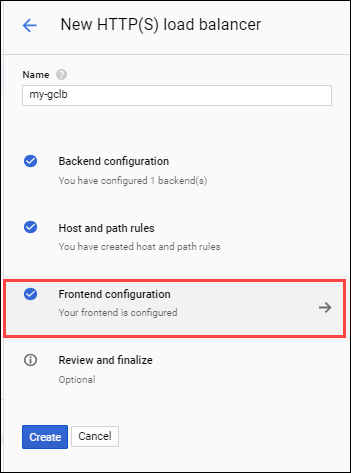 New HTTP(S) load balancer
Name
my-gclb
Backend configuration
You have configured 1 backend(s)
Host and path rules
You have created host and path rules
Frontend configuration
Your frontend is configured
Review and finalize
Optional
Create Cancel